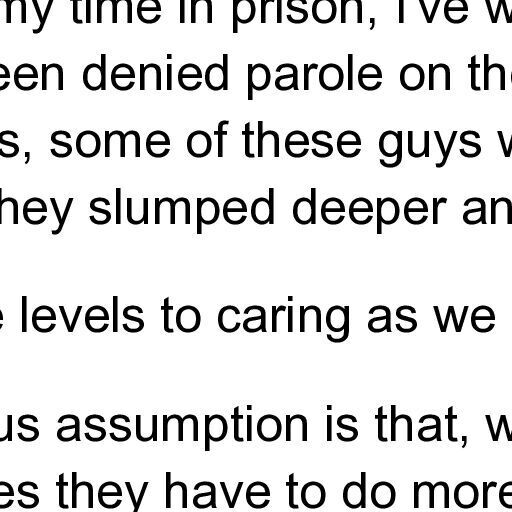 my time in prison, I've w
een denied parole on the
s, some of these guys w
hey slumped deeper an
e levels to caring as we
us assumption is that, w
es they have to do more